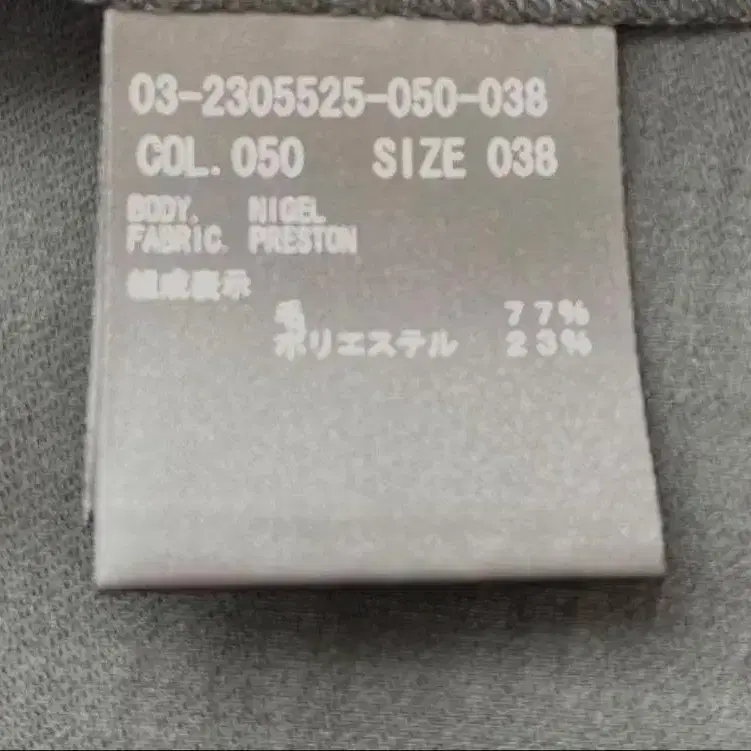 03-2305525-050-038
COL. 050 SIZE 038
BODY. NIGEL
FABRIC. PRESTON
組成表示
毛 77%
ポリエステル 23%